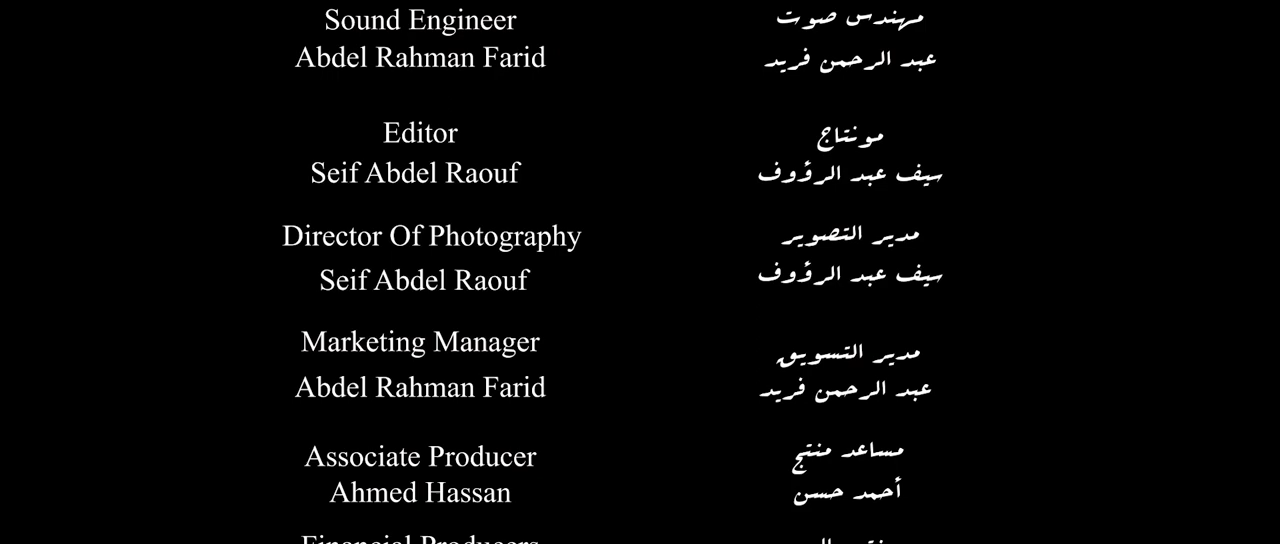 Sound Engineer
مهندس صوت
Abdel Rahman Farid
عبد الرحمن فريد
Editor
مونتاج
Seif Abdel Raouf
سيف عبد الرؤوف
Director Of Photography
مدير التصوير
Seif Abdel Raouf
سيف عبد الرؤوف
Marketing Manager
مدير التسويق
Abdel Rahman Farid
عبد الرحمن فريد
Associate Producer
مساعد منتج
Ahmed Hassan
أحمد حسن
Financial Producers